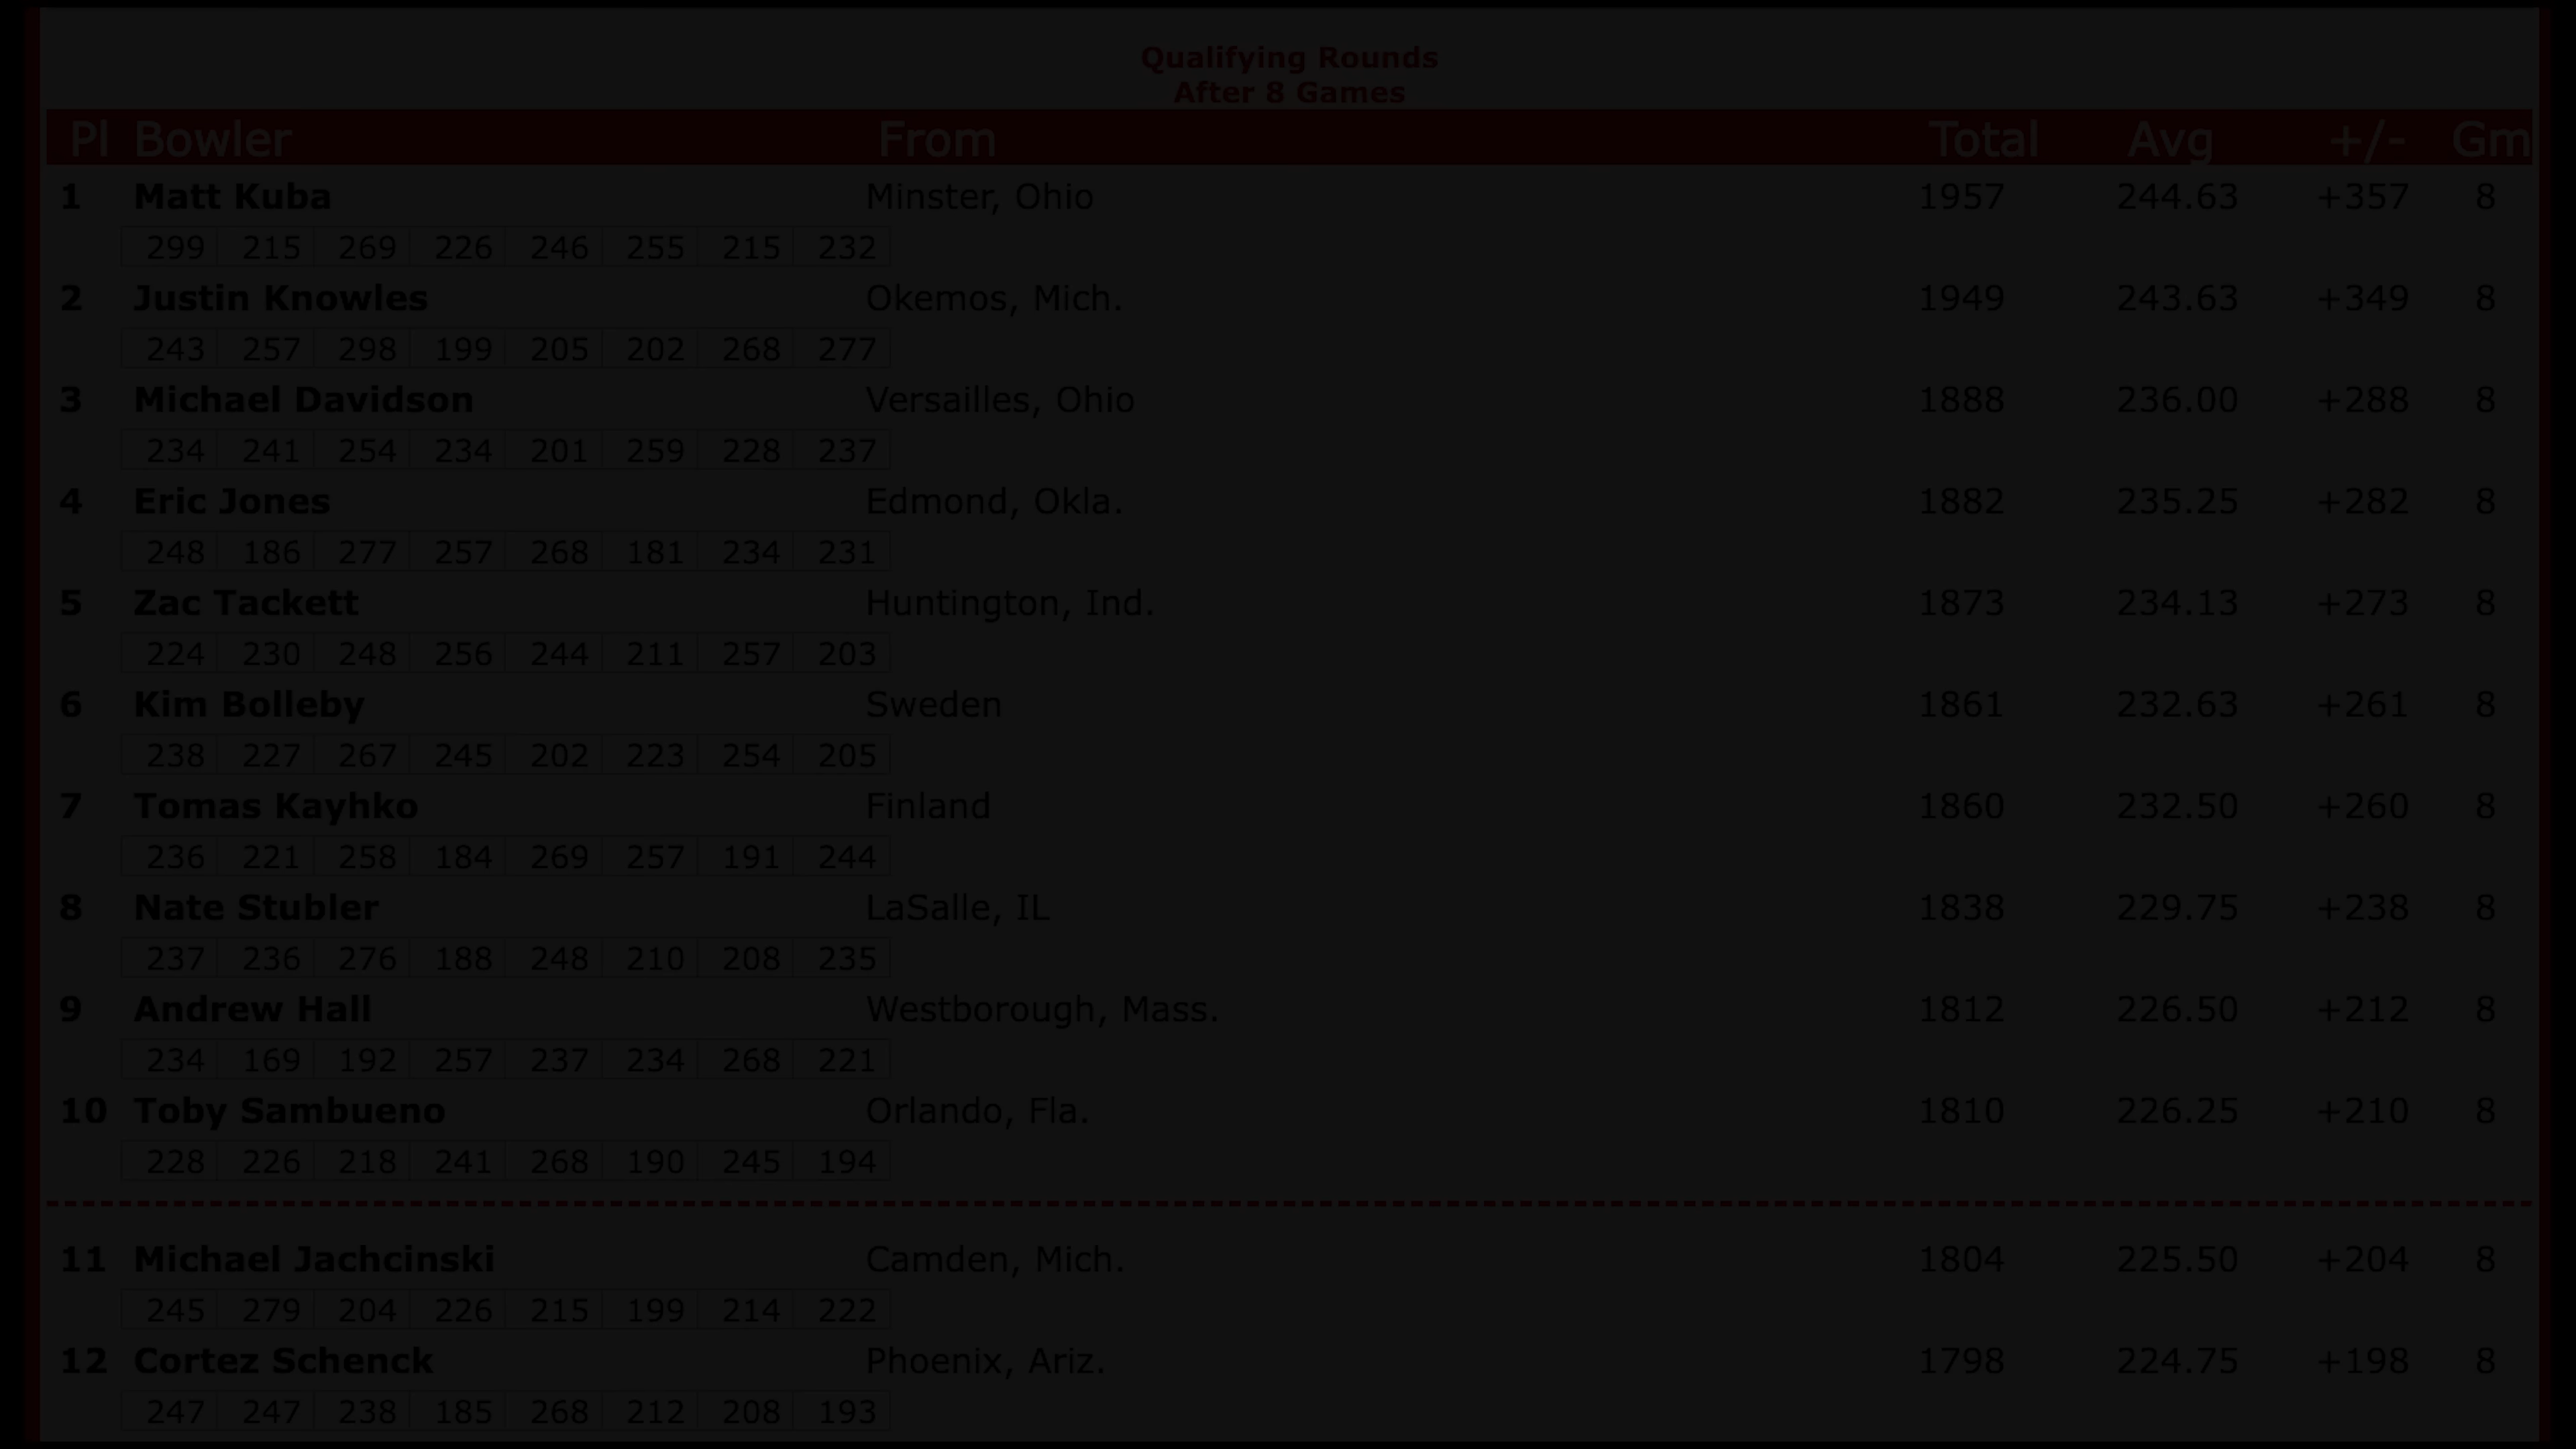 Qualifying Rounds
After 8 Games
Pl Bowler From Total Avg +/- Gm
1 Matt Kuba Minster, Ohio 1957 244.63 +357 8
299 215 269 226 246 255 215 232
2 Justin Knowles Okemos, Mich. 1949 243.63 +349 8
243 257 298 199 205 202 268 277
3 Michael Davidson Versailles, Ohio 1888 236.00 +288 8
234 241 254 234 201 259 228 237
4 Eric Jones Edmond, Okla. 1882 235.25 +282 8
248 186 277 257 268 181 234 231
5 Zac Tackett Huntington, Ind. 1873 234.13 +273 8
224 230 248 256 244 211 257 203
6 Kim Bolleby Sweden 1861 232.63 +261 8
238 227 267 245 202 223 254 205
7 Tomas Kayhko Finland 1860 232.50 +260 8
236 221 258 184 269 257 191 244
8 Nate Stubler LaSalle, IL 1838 229.75 +238 8
237 236 276 188 248 210 208 235
9 Andrew Hall Westborough, Mass. 1812 226.50 +212 8
234 169 192 257 237 234 268 221
10 Toby Sambueno Orlando, Fla. 1810 226.25 +210 8
228 226 218 241 268 190 245 194
11 Michael Jachcinski Camden, Mich. 1804 225.50 +204 8
245 279 204 226 215 199 214 222
12 Cortez Schenck Phoenix, Ariz. 1798 224.75 +198 8
247 247 238 185 268 212 208 193